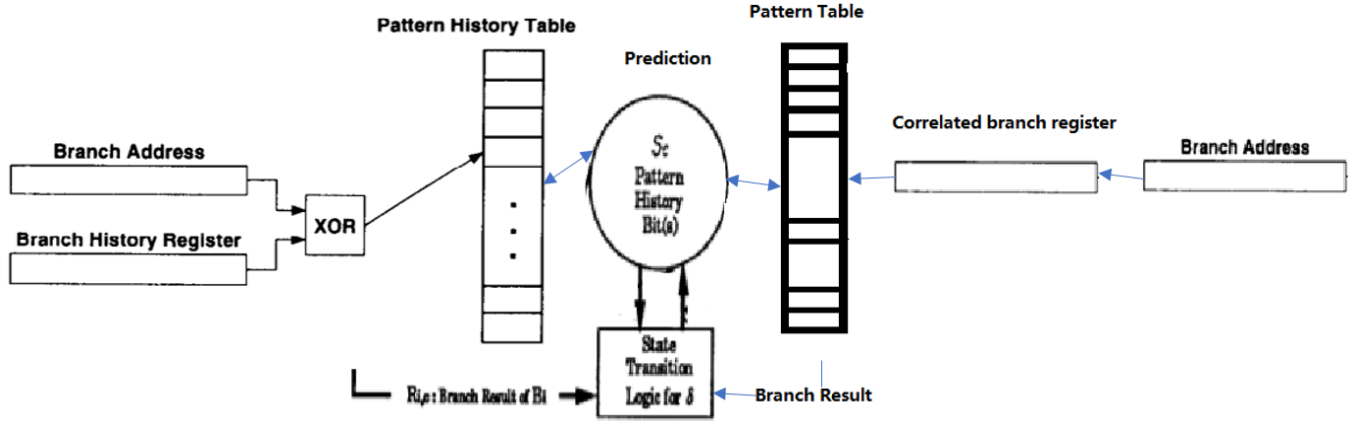 Pattern Table
Pattern History Table
Prediction
Correlated branch register
Branch Address
Branch Address
Sc
Pattern
History
Bit(s)
XOR
Branch History Register
State
Transition
Logic for δ
Ri,c : Branch Result of Bi
Branch Result